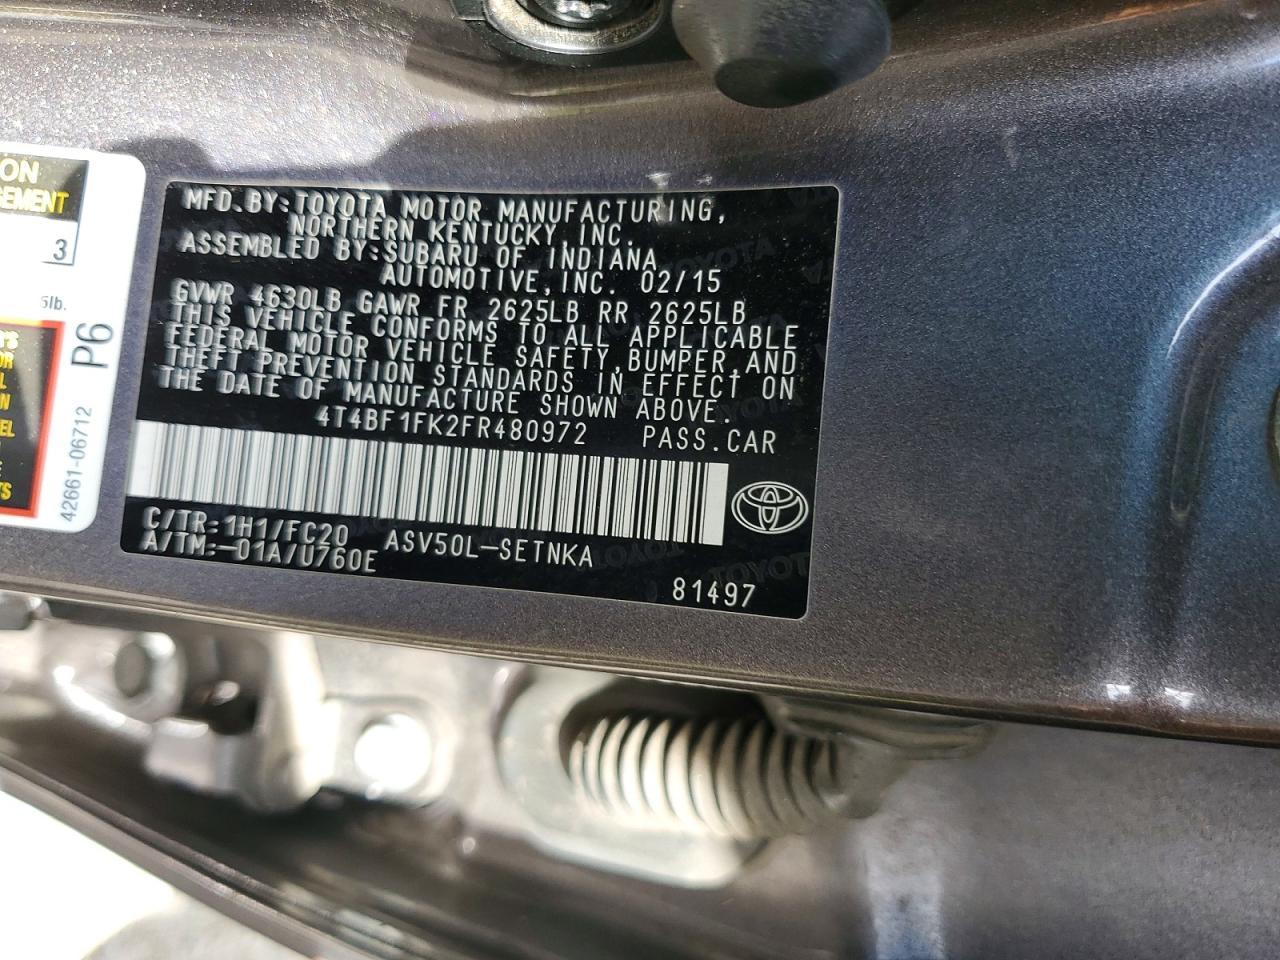 ON
GEMENT
3
5lb.
P6
42661-06712
MFD.BY:TOYOTA MOTOR MANUFACTURING,
NORTHERN KENTUCKY,INC.
ASSEMBLED BY:SUBARU OF INDIANA
AUTOMOTIVE,INC. 02/15
GVWR 4630LB GAWR FR 2625LB RR 2625LB
THIS VEHICLE CONFORMS TO ALL APPLICABLE
FEDERAL MOTOR VEHICLE SAFETY,BUMPER,AND
THEFT PREVENTION STANDARDS IN EFFECT ON
THE DATE OF MANUFACTURE SHOWN ABOVE.
4T4BF1FK2FR480972 PASS.CAR
C/TR:1H1/FC20 ASV50L-SETNKA
A/TM:-01A/U760E
81497